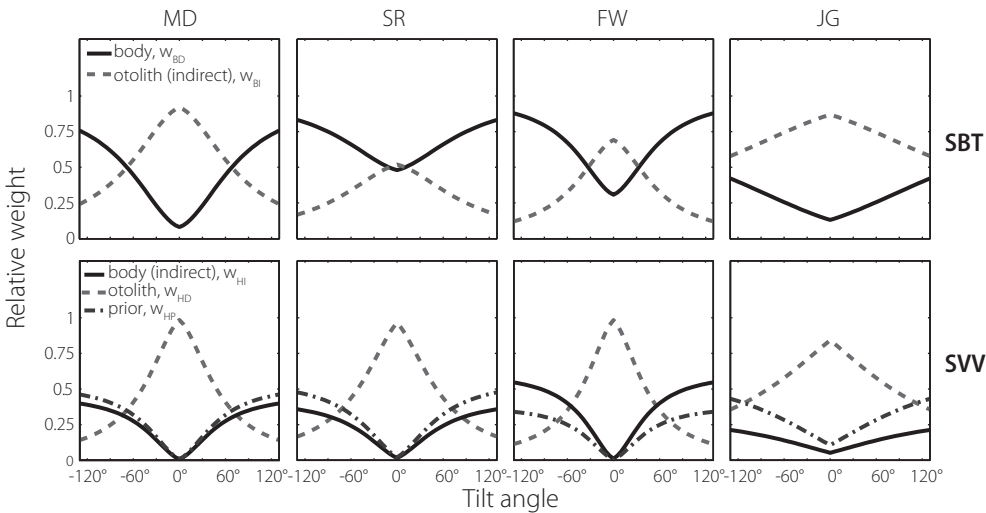 MD SR FW JG
body, w_BD
otolith (indirect), w_BI
1
0.75
0.5
0.25
0
SBT
Relative weight
body (indirect), w_HI
otolith, w_HD
prior, w_HP
1
0.75
0.5
0.25
0
SVV
-120° -60° 0° 60° 120° -120° -60° 0° 60° 120° -120° -60° 0° 60° 120° -120° -60° 0° 60° 120°
Tilt angle